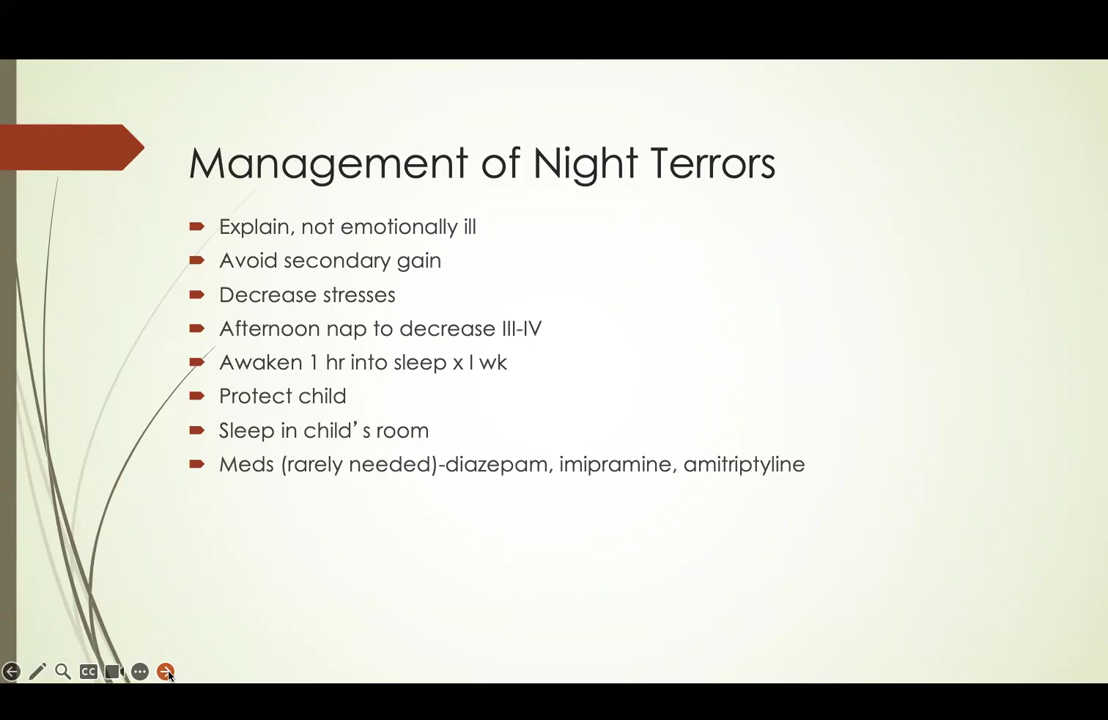 Management of Night Terrors
Explain, not emotionally ill
Avoid secondary gain
Decrease stresses
Afternoon nap to decrease III-IV
Awaken 1 hr into sleep x I wk
Protect child
Sleep in child’s room
Meds (rarely needed)-diazepam, imipramine, amitriptyline
CC